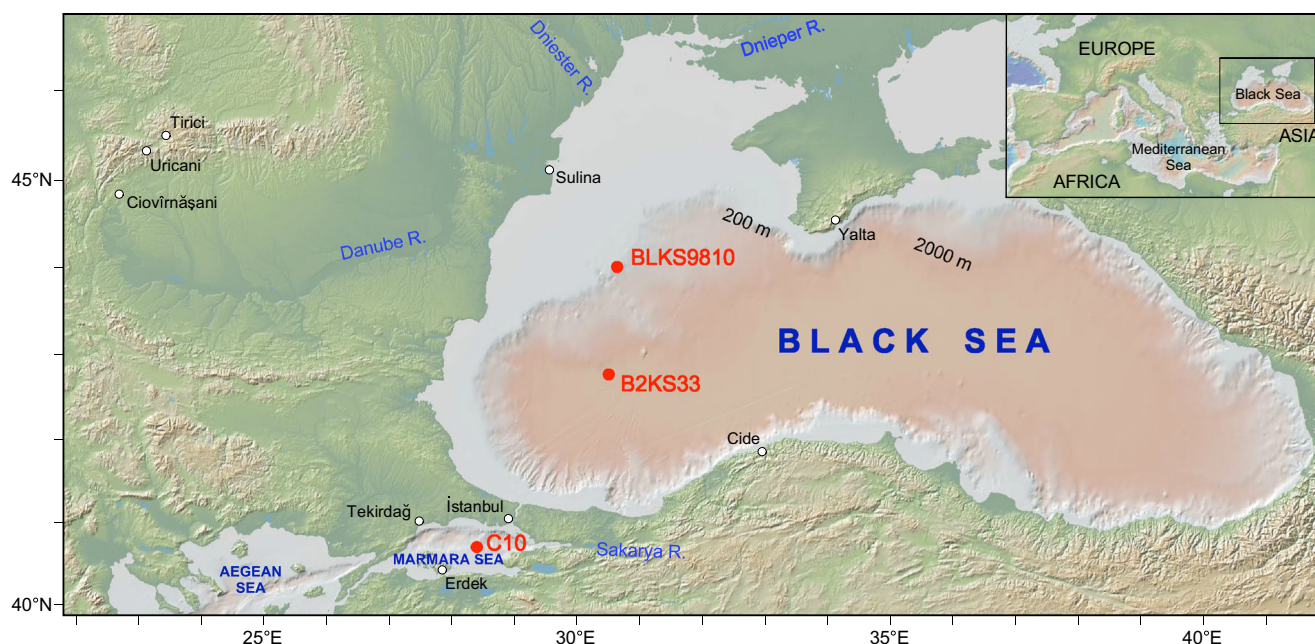 Dniester R.
Dnieper R.
EUROPE
Black Sea
ASIA
Mediterranean
Sea
AFRICA
Tirici
Uricani
45°N
Sulina
Ciovîrnăşani
200 m
Yalta
Danube R.
2000 m
BLKS9810
BLACK SEA
B2KS33
Cide
Tekirdağ
İstanbul
C10
Sakarya R.
MARMARA SEA
AEGEAN
SEA
Erdek
40°N
25°E
30°E
35°E
40°E